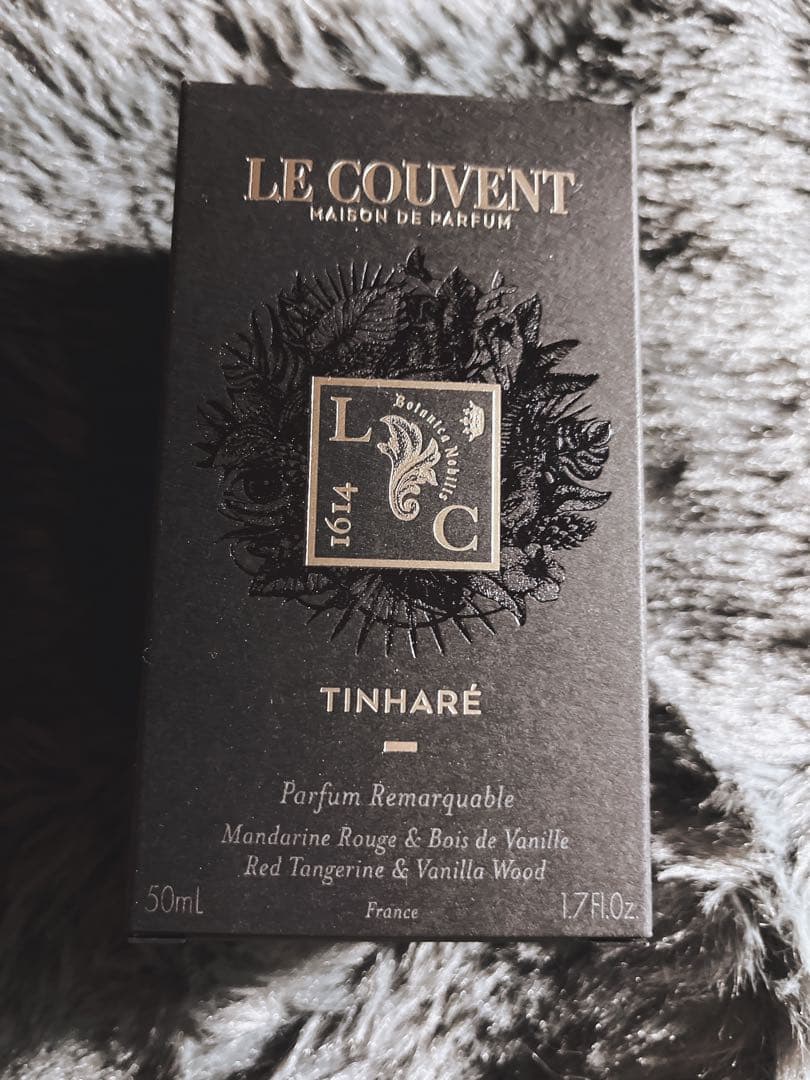 LE COUVENT
MAISON DE PARFUM
L
Botanica Nobilis
1614
C
TINHARÉ
Parfum Remarquable
Mandarine Rouge & Bois de Vanille
Red Tangerine & Vanilla Wood
50mL
France
1.7Fl.Oz.